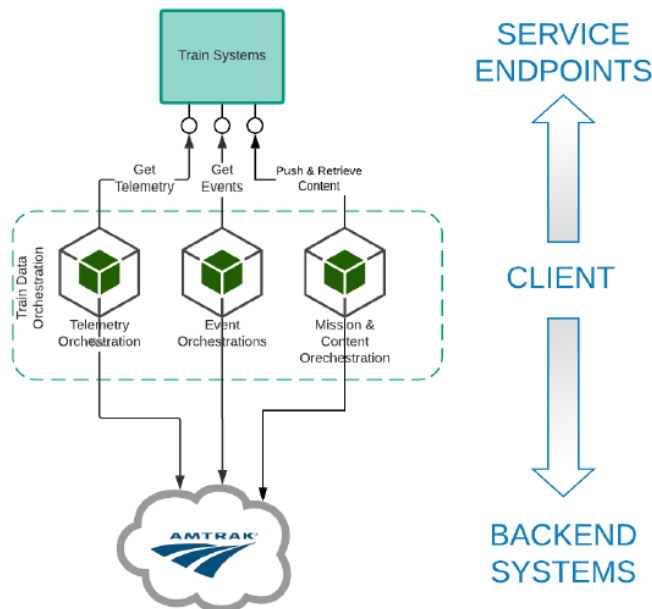 Train Systems
SERVICE
ENDPOINTS
Get
Telemetry
Get
Events
Push & Retrieve
Content
Train Data
Orchestration
CLIENT
Telemetry
Orchestration
Event
Orchestrations
Mission &
Content
Orechestration
AMTRAK
BACKEND
SYSTEMS